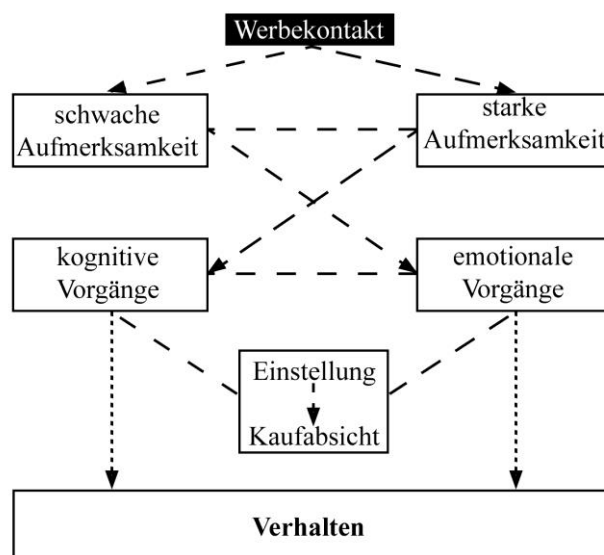 Werbekontakt
schwache
Aufmerksamkeit
starke
Aufmerksamkeit
kognitive
Vorgänge
emotionale
Vorgänge
Einstellung
Kaufabsicht
Verhalten